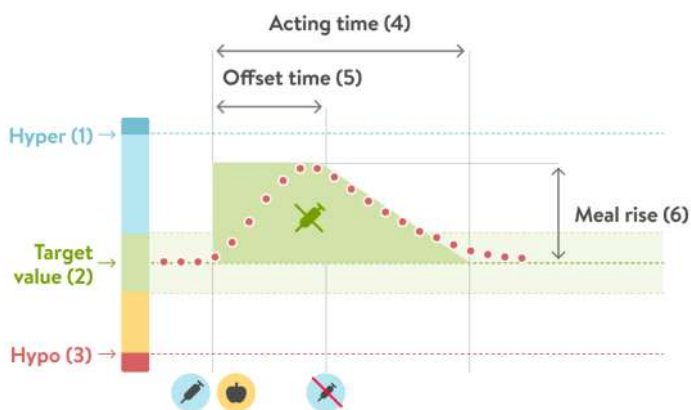 Acting time (4)
Offset time (5)
Hyper (1)
Meal rise (6)
Target
value (2)
Hypo (3)